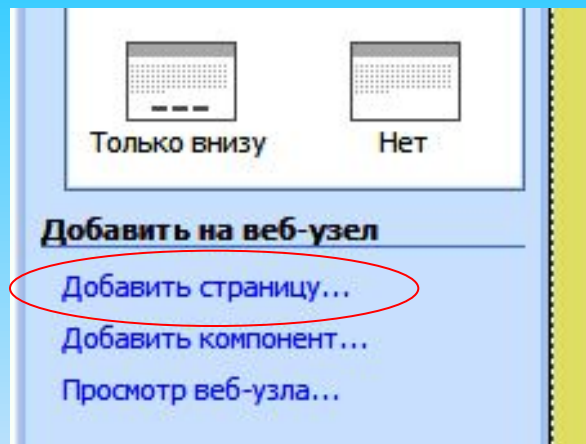 Только внизу Нет
Добавить на веб-узел
Добавить страницу...
Добавить компонент...
Просмотр веб-узла...